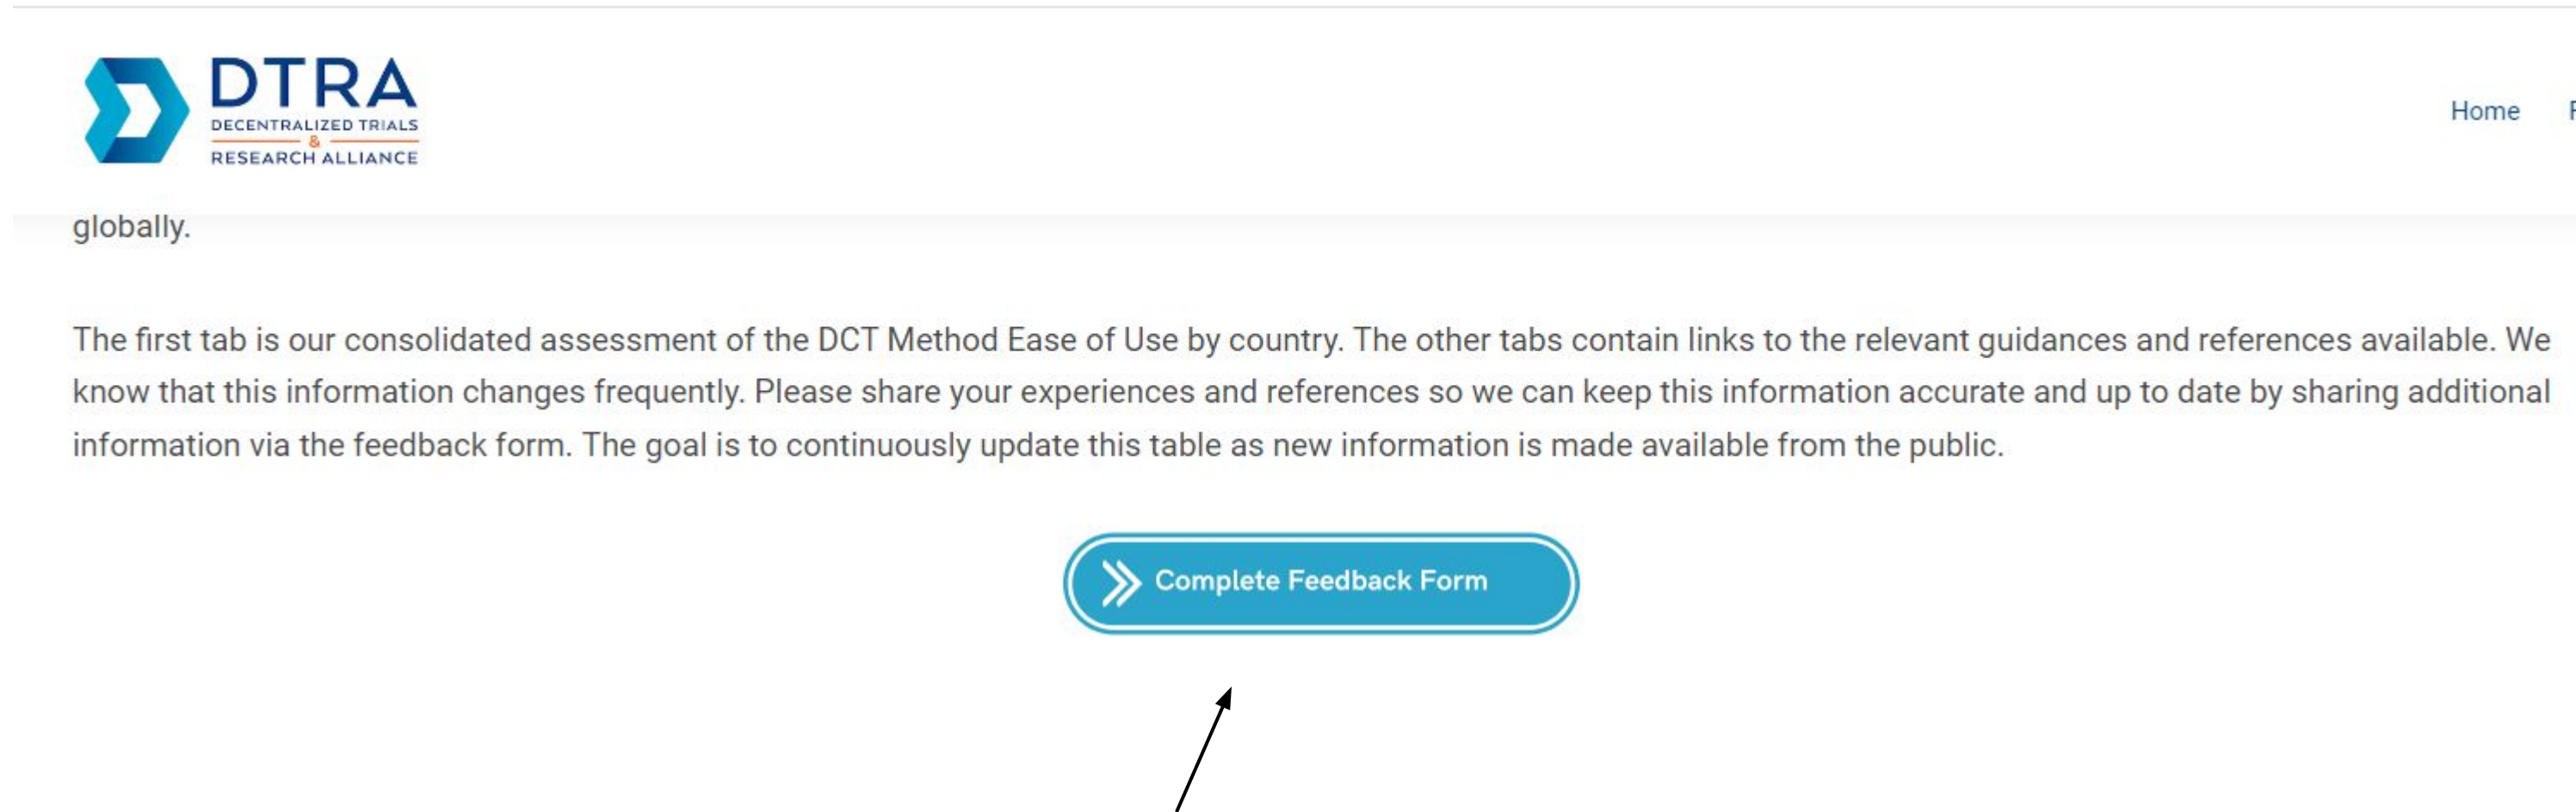 DTRA
DECENTRALIZED TRIALS
&
RESEARCH ALLIANCE
Home
globally.
The first tab is our consolidated assessment of the DCT Method Ease of Use by country. The other tabs contain links to the relevant guidances and references available. We
know that this information changes frequently. Please share your experiences and references so we can keep this information accurate and up to date by sharing additional
information via the feedback form. The goal is to continuously update this table as new information is made available from the public.
Complete Feedback Form